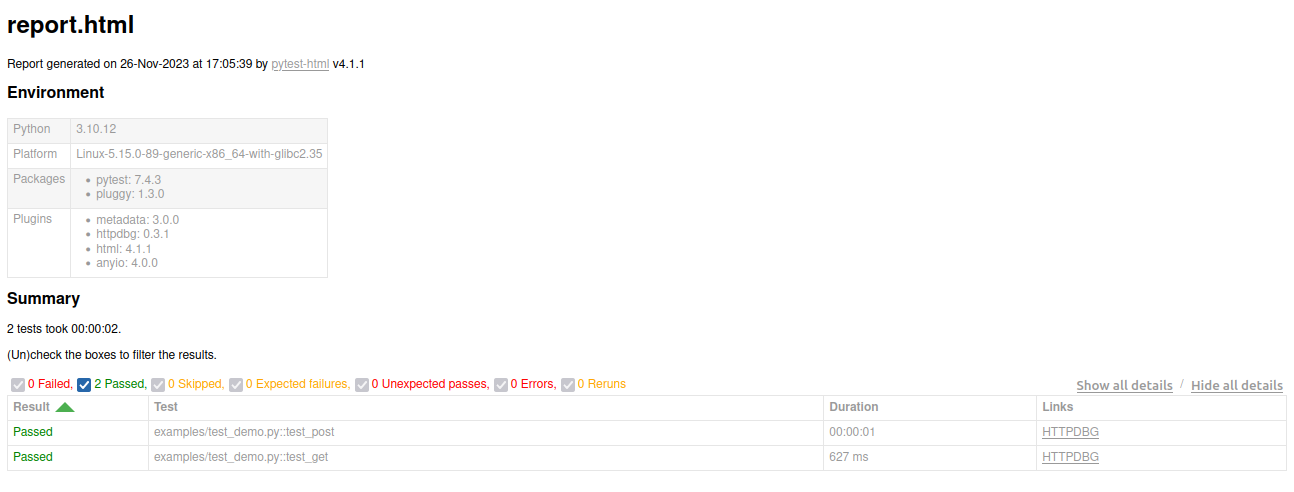 report.html
Report generated on 26-Nov-2023 at 17:05:39 by pytest-html v4.1.1
Environment
Python 3.10.12
Platform Linux-5.15.0-89-generic-x86_64-with-glibc2.35
Packages
• pytest: 7.4.3
• pluggy: 1.3.0
Plugins
• metadata: 3.0.0
• httpdbg: 0.3.1
• html: 4.1.1
• anyio: 4.0.0
Summary
2 tests took 00:00:02.
(Un)check the boxes to filter the results.
0 Failed, 2 Passed, 0 Skipped, 0 Expected failures, 0 Unexpected passes, 0 Errors, 0 Reruns Show all details / Hide all details
Result Test Duration Links
Passed examples/test_demo.py::test_post 00:00:01 HTTPDBG
Passed examples/test_demo.py::test_get 627 ms HTTPDBG